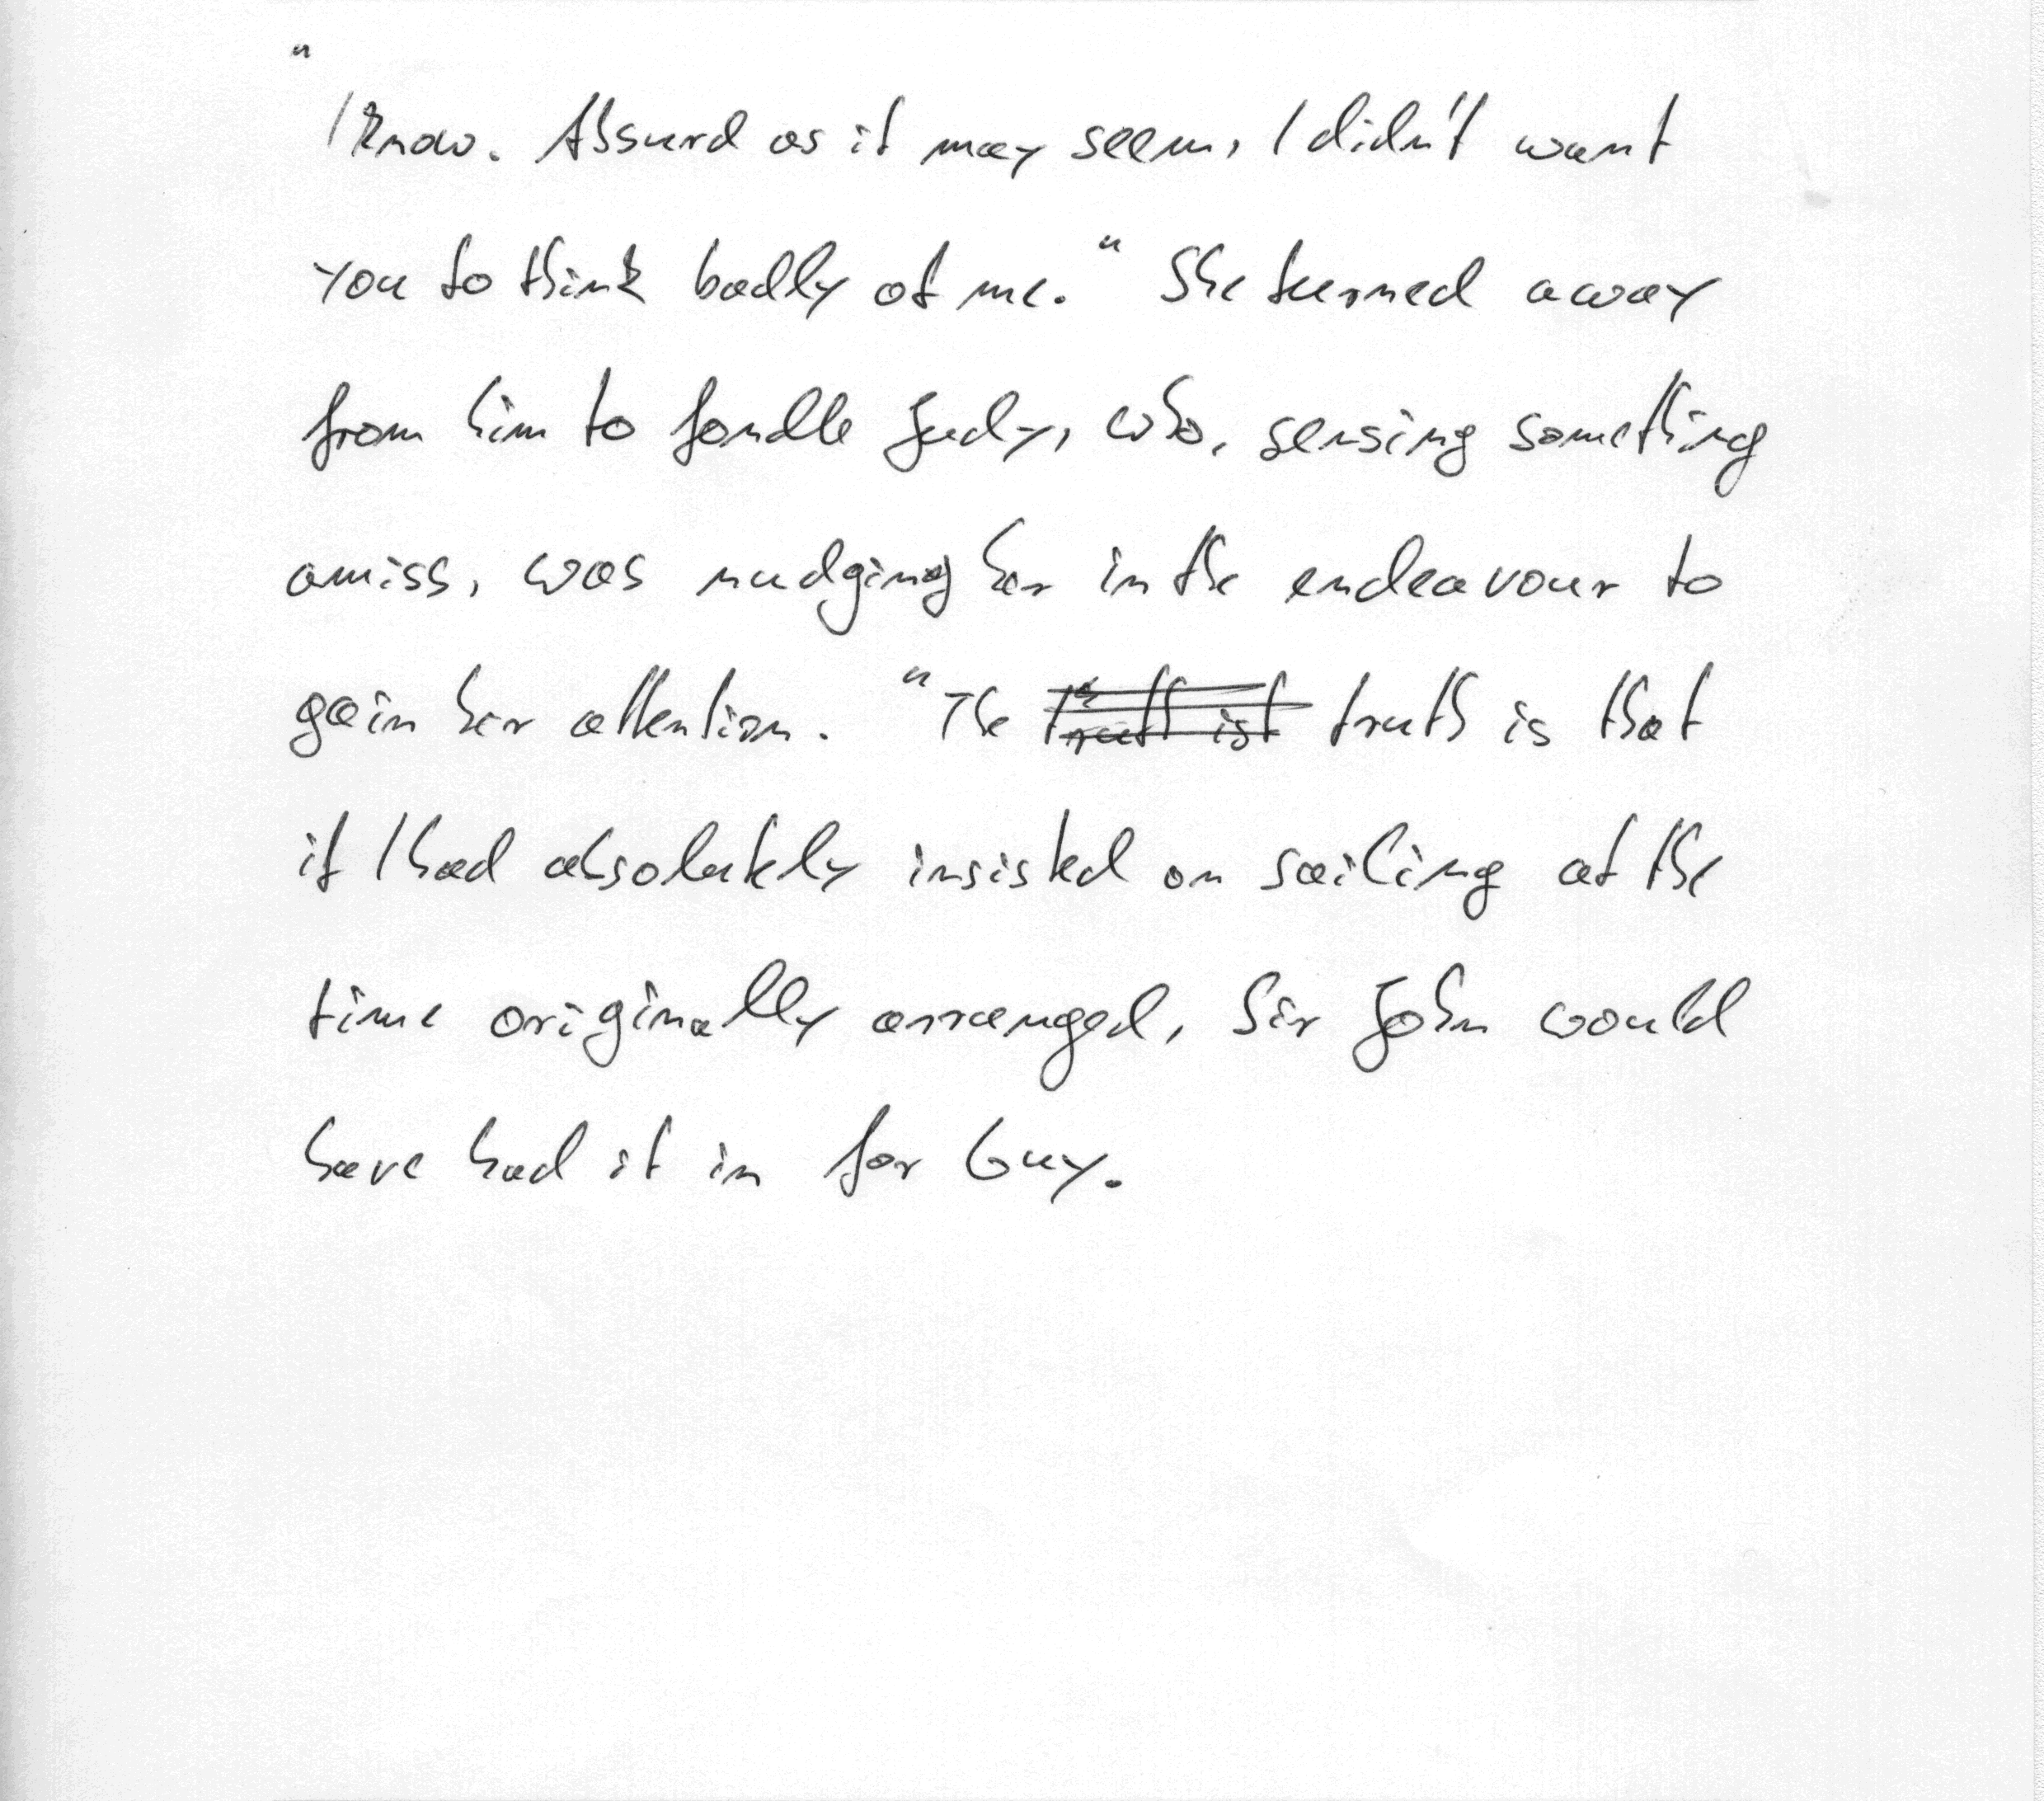 "
I know. Absurd as it may seem, I didn't want
you to think badly of me." She turned away
from him to fondle Judy, who, sensing something
amiss, was nudging her in the endeavour to
gain her attention. "The truth ist truth is that
if I had absolutely insisted on sailing at the
time originally arranged, Sir John would
have had it in for Guy.